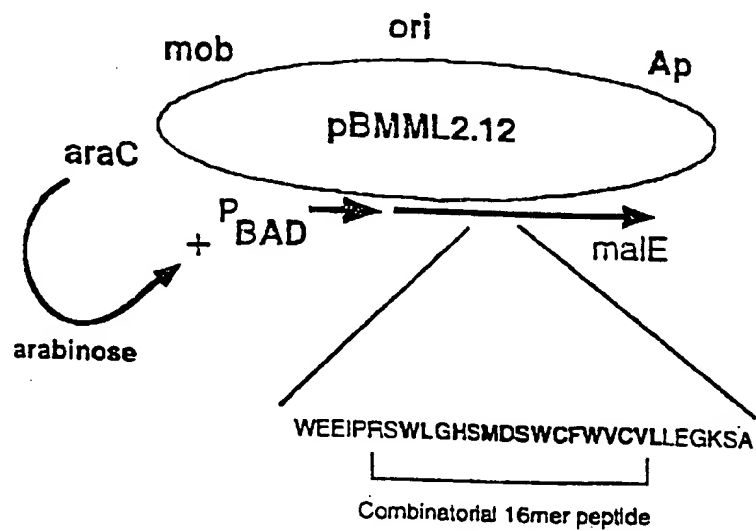 ori
mob
Ap
pBMML2.12
araC
+ PBAD
malE
arabinose
WEEIPRSWLGHSMDSWCFWVCVLLEGKSA
Combinatorial 16mer peptide